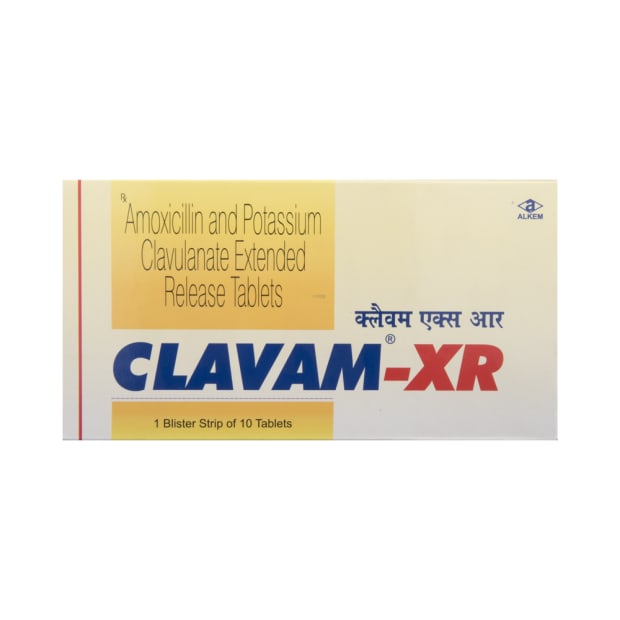 ℞
Amoxicillin and Potassium
Clavulanate Extended
Release Tablets
a
ALKEM
क्लैवम एक्स आर
CLAVAM®-XR
1 Blister Strip of 10 Tablets